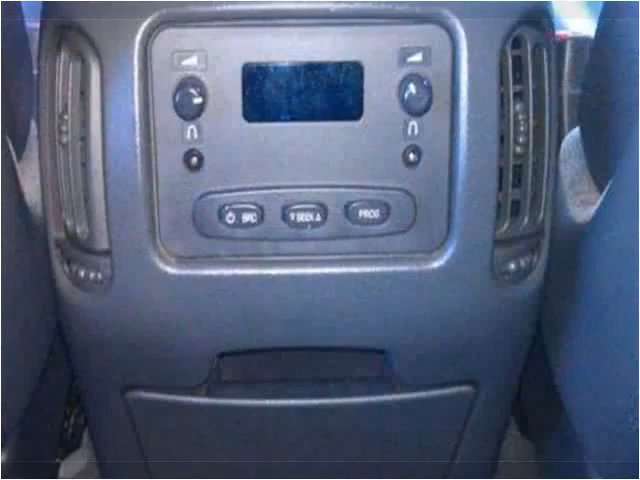 SRC ▽ SEEK △ PROG